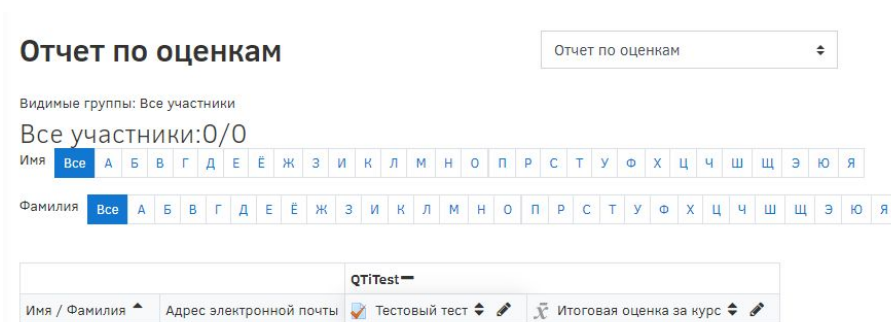 Отчет по оценкам
Отчет по оценкам
Видимые группы: Все участники
Все участники:0/0
Имя Все А Б В Г Д Е Ё Ж З И К Л М Н О П Р С Т У Ф Х Ц Ч Ш Щ Э Ю Я
Фамилия Все А Б В Г Д Е Ё Ж З И К Л М Н О П Р С Т У Ф Х Ц Ч Ш Щ Э Ю Я
QTiTest
Имя / Фамилия Адрес электронной почты Тестовый тест x̄ Итоговая оценка за курс